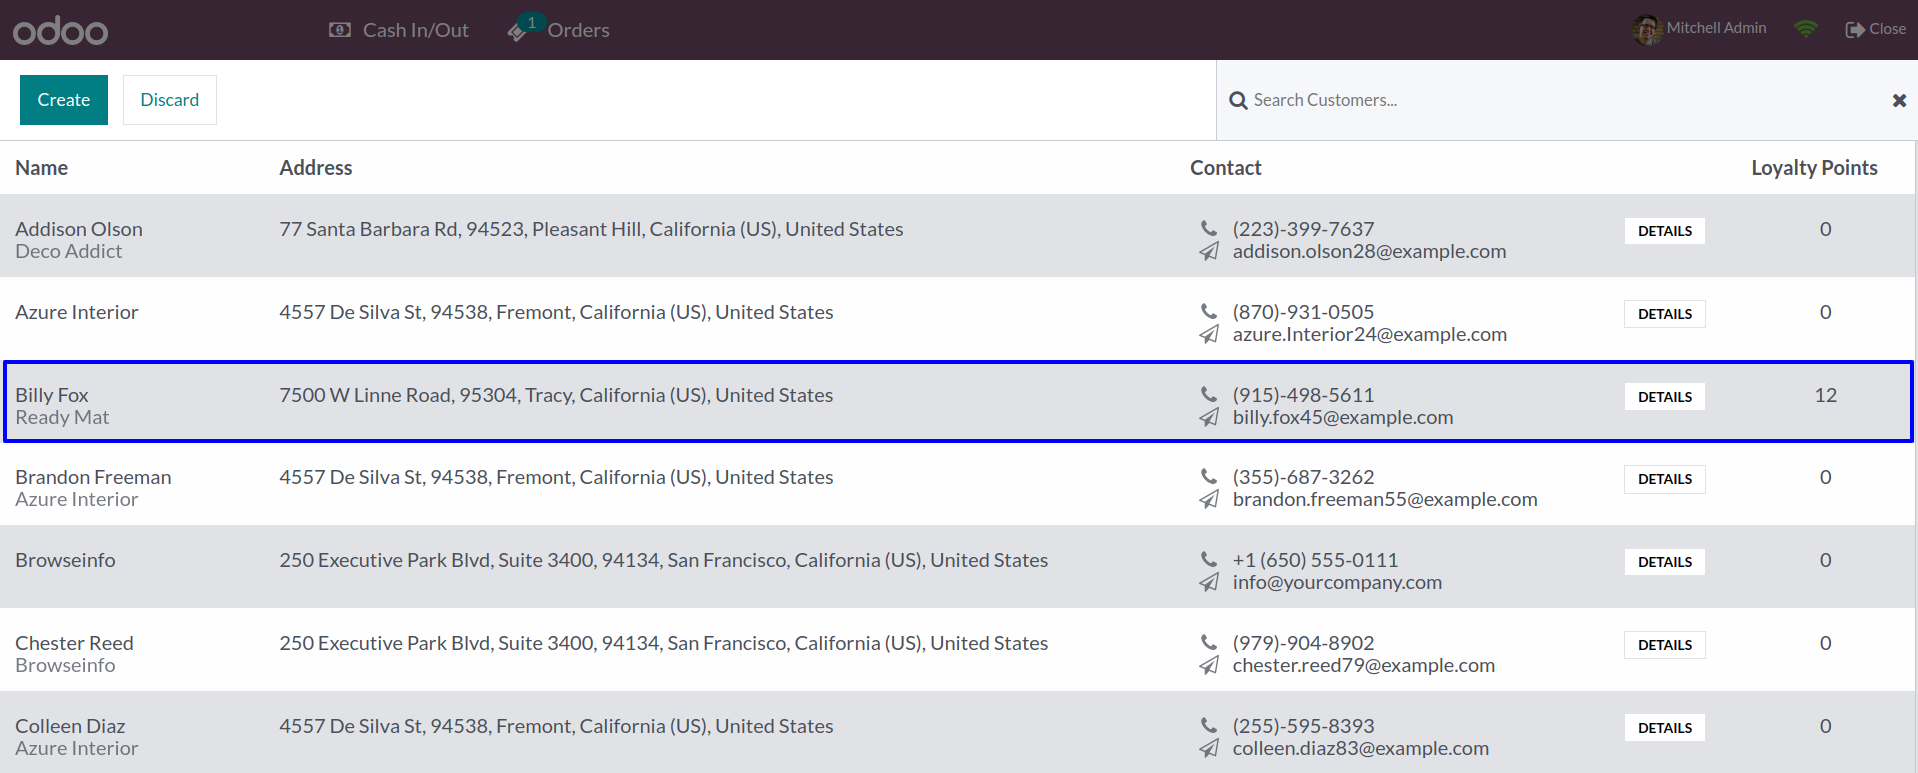 odoo Cash In/Out 1 Orders Mitchell Admin Close
Create Discard Search Customers...
Name Address Contact Loyalty Points
Addison Olson 77 Santa Barbara Rd, 94523, Pleasant Hill, California (US), United States (223)-399-7637 DETAILS 0
Deco Addict addison.olson28@example.com
Azure Interior 4557 De Silva St, 94538, Fremont, California (US), United States (870)-931-0505 DETAILS 0
azure.Interior24@example.com
Billy Fox 7500 W Linne Road, 95304, Tracy, California (US), United States (915)-498-5611 DETAILS 12
Ready Mat billy.fox45@example.com
Brandon Freeman 4557 De Silva St, 94538, Fremont, California (US), United States (355)-687-3262 DETAILS 0
Azure Interior brandon.freeman55@example.com
Browseinfo 250 Executive Park Blvd, Suite 3400, 94134, San Francisco, California (US), United States +1 (650) 555-0111 DETAILS 0
info@yourcompany.com
Chester Reed 250 Executive Park Blvd, Suite 3400, 94134, San Francisco, California (US), United States (979)-904-8902 DETAILS 0
Browseinfo chester.reed79@example.com
Colleen Diaz 4557 De Silva St, 94538, Fremont, California (US), United States (255)-595-8393 DETAILS 0
Azure Interior colleen.diaz83@example.com